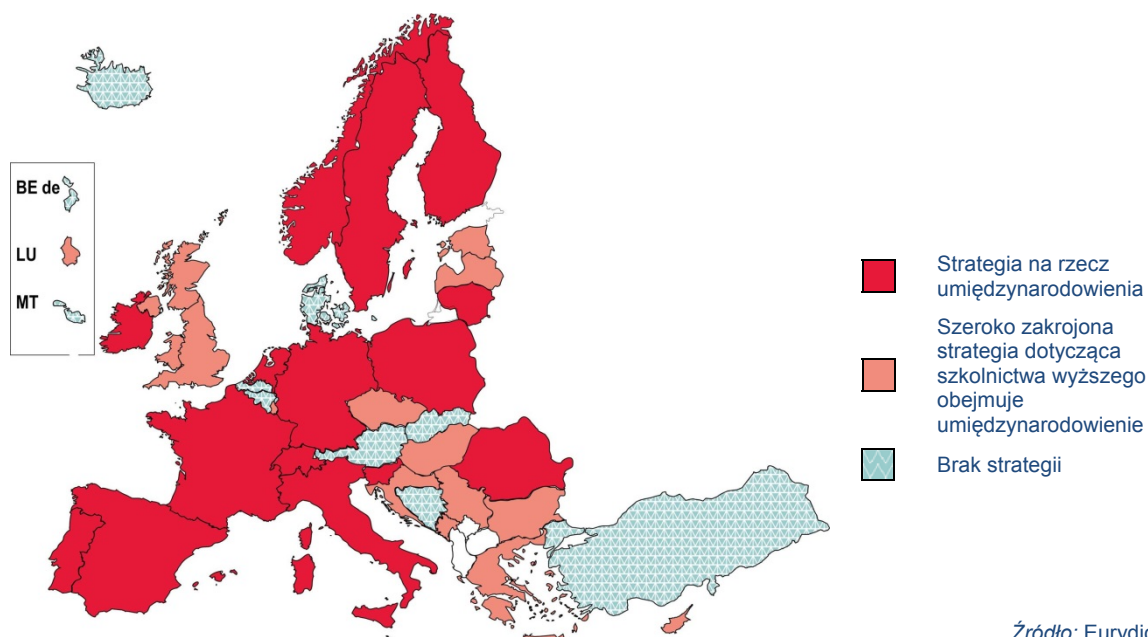 BE de
LU
MT
Strategia na rzecz
umiędzynarodowienia
Szeroko zakrojona
strategia dotycząca
szkolnictwa wyższego
obejmuje
umiędzynarodowienie
Brak strategii
Źródło: Eurydic